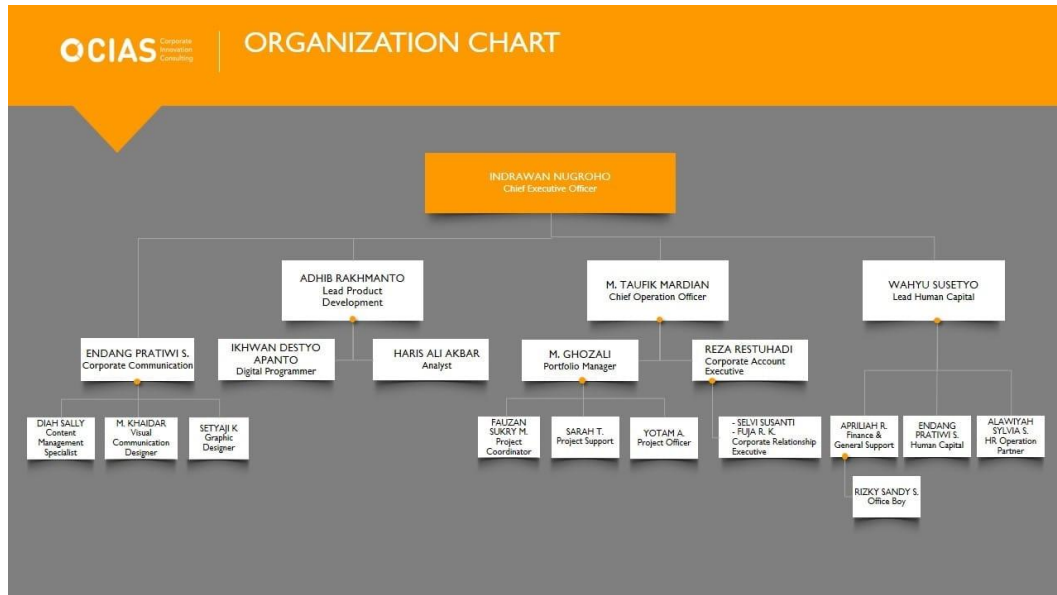 OCIAS
Corporate
Innovation
Consulting
ORGANIZATION CHART
INDRAWAN NUGROHO
Chief Executive Officer
ADHIB RAKHMANTO
Lead Product
Development
M. TAUFIK MARDIAN
Chief Operation Officer
WAHYU SUSETYO
Lead Human Capital
ENDANG PRATIWI S.
Corporate Communication
IKHWAN DESTYO
APANTO
Digital Programmer
HARIS ALI AKBAR
Analyst
M. GHOZALI
Portfolio Manager
REZA RESTUHADI
Corporate Account
Executive
DIAH SALLY
Content
Management
Specialist
M. KHAIDAR
Visual
Communication
Designer
SETYAJI K
Graphic
Designer
FAUZAN
SUKRY M.
Project
Coordinator
SARAH T.
Project Support
YOTAM A.
Project Officer
- SELVI SUSANTI
- FUJA R. K.
Corporate Relationship
Executive
APRILIAH R.
Finance &
General Support
ENDANG
PRATIWI S.
Human Capital
ALAWIYAH
SYLVIA S.
HR Operation
Partner
RIZKY SANDY S.
Office Boy